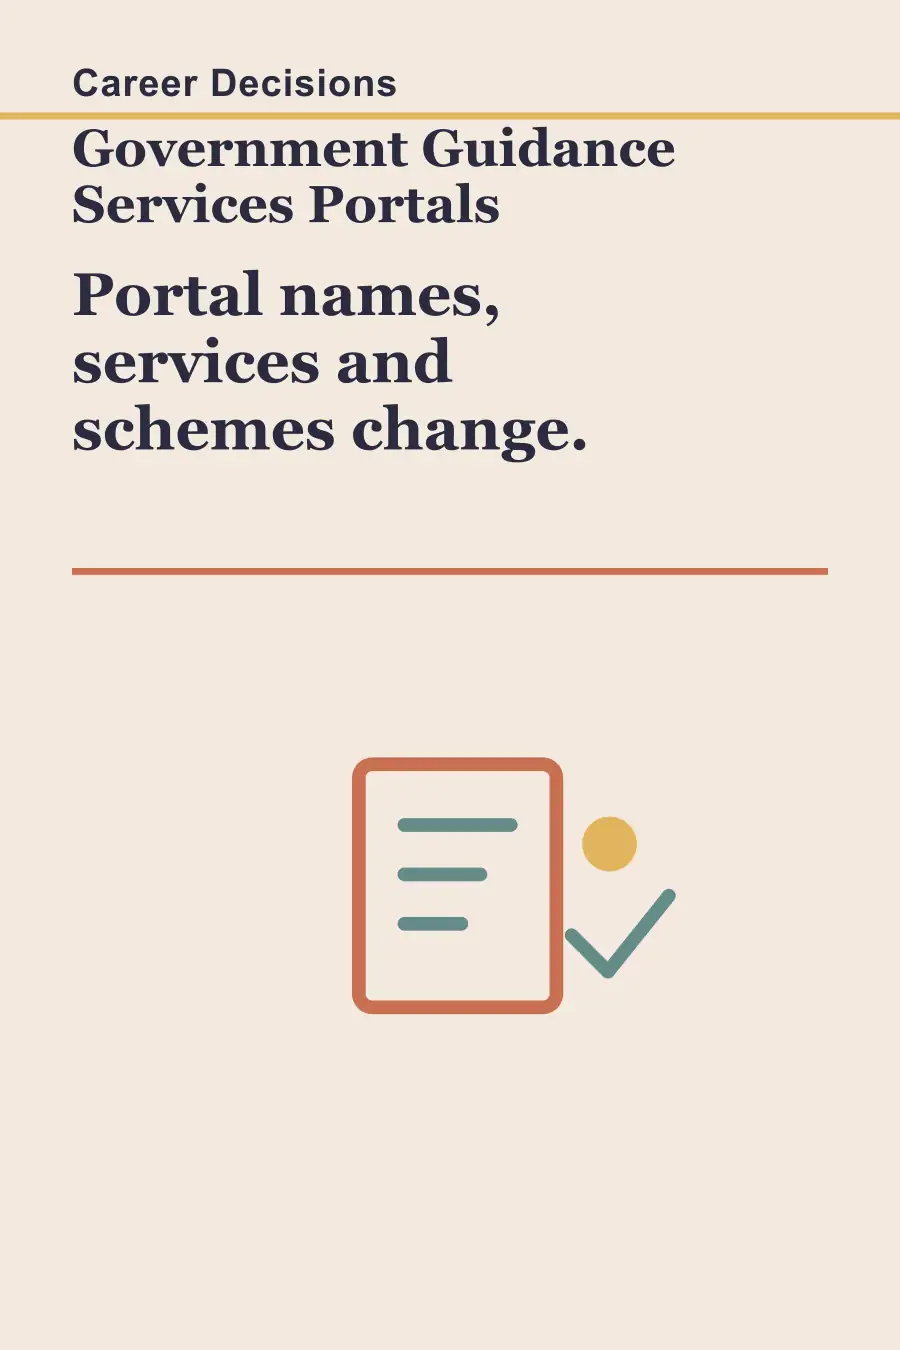 Career Decisions
Government Guidance
Services Portals
Portal names,
services and
schemes change.